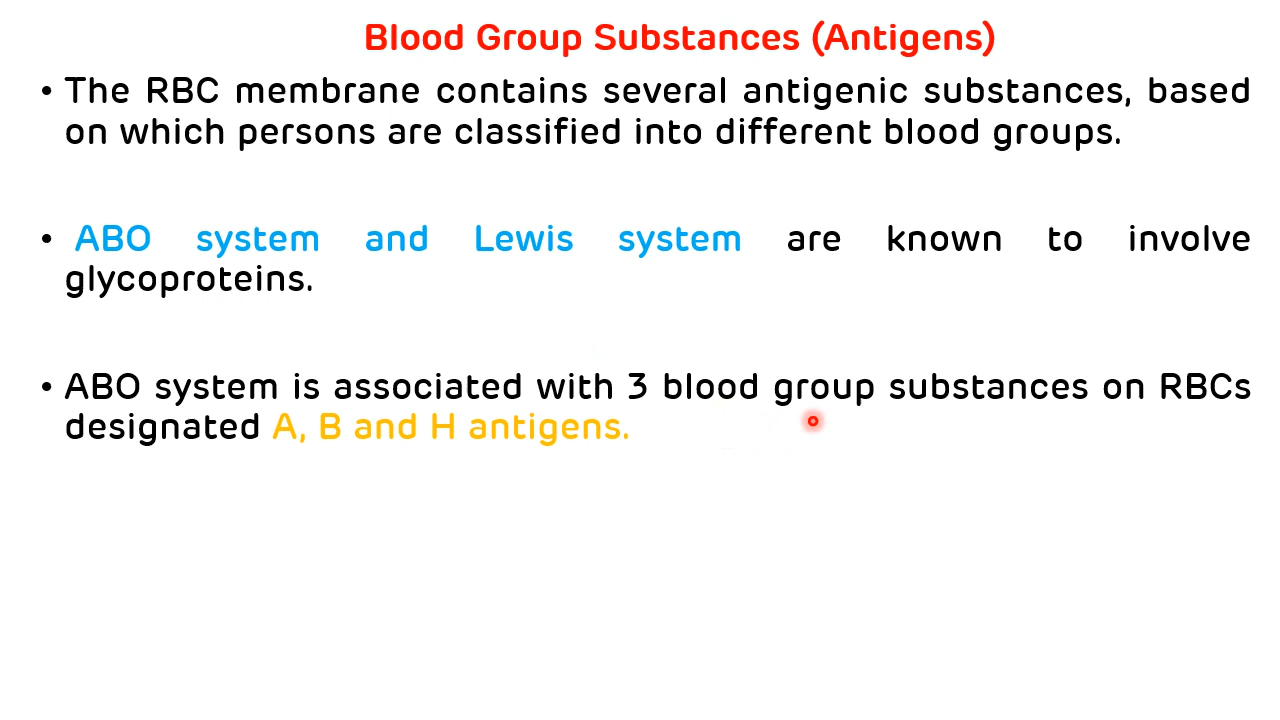 Blood Group Substances (Antigens)
• The RBC membrane contains several antigenic substances, based
on which persons are classified into different blood groups.
• ABO system and Lewis system are known to involve
glycoproteins.
• ABO system is associated with 3 blood group substances on RBCs
designated A, B and H antigens.